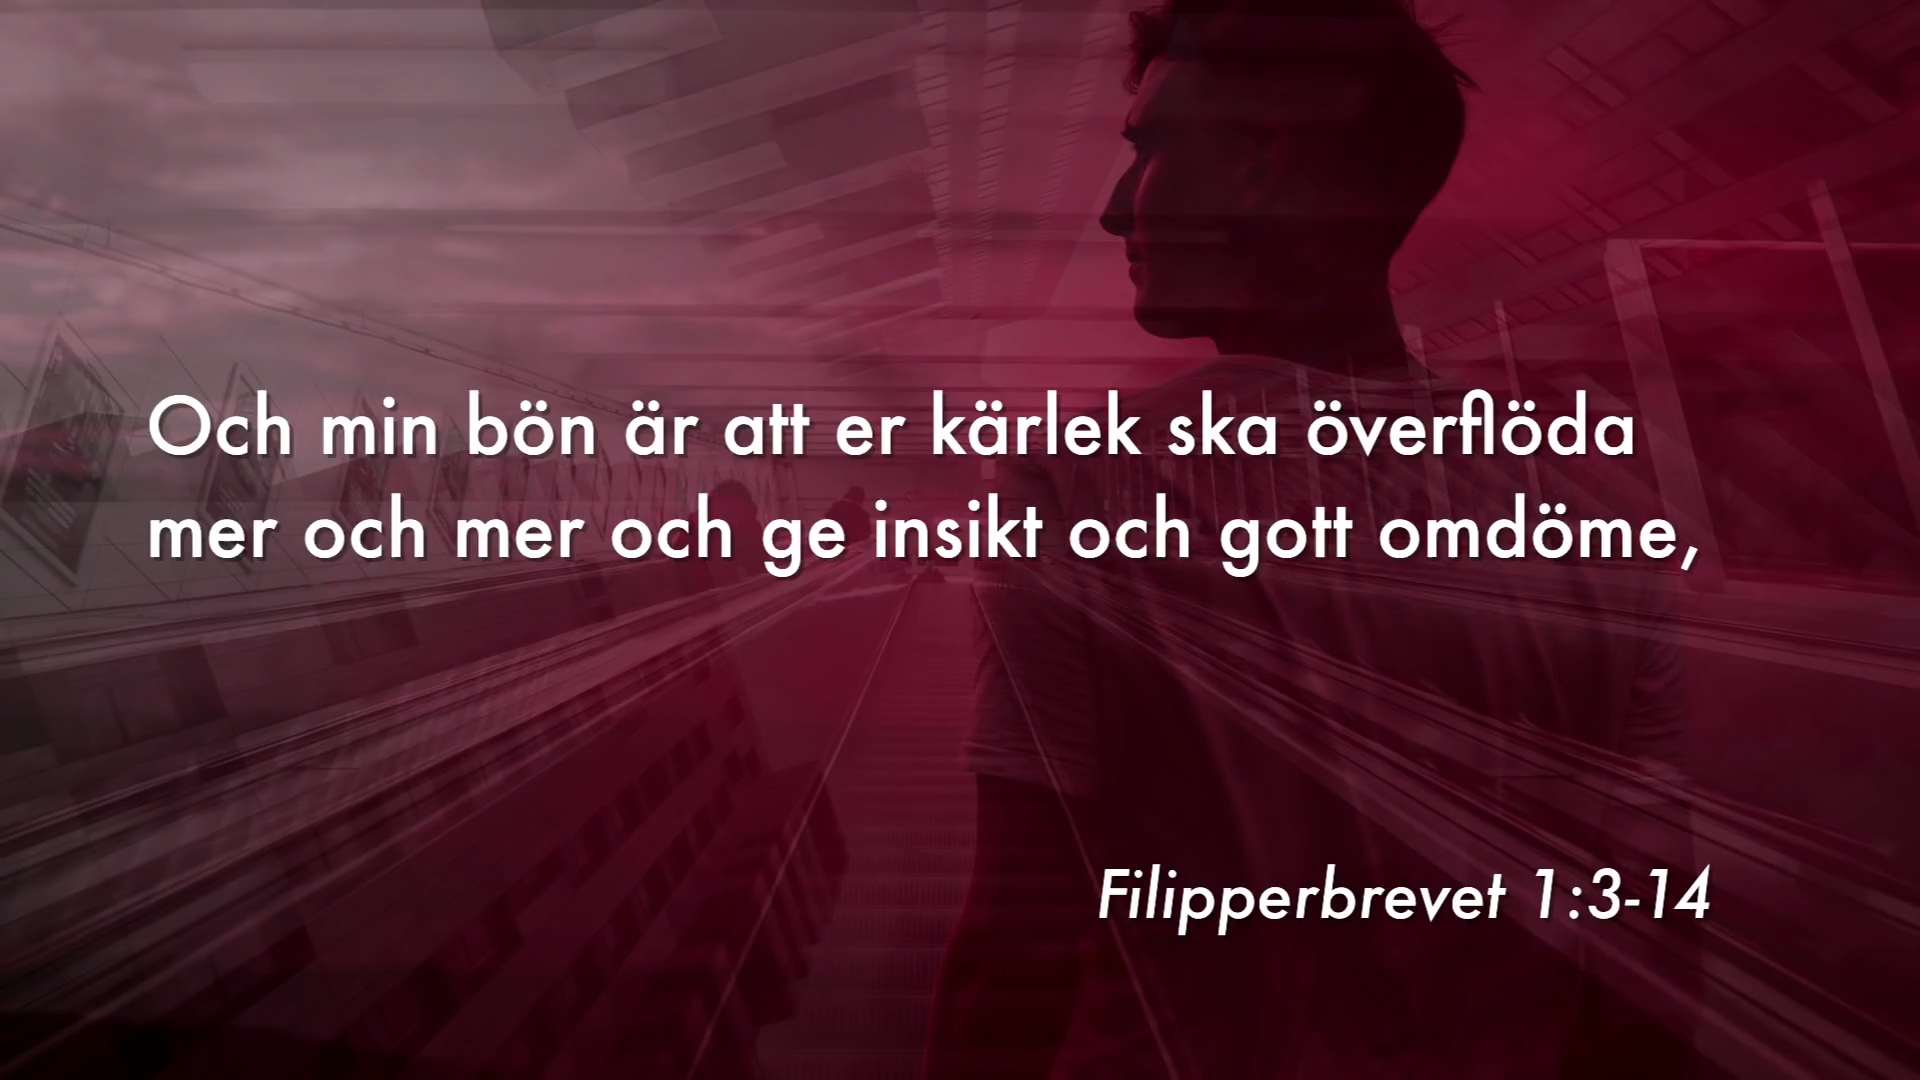 Och min bön är att er kärlek ska överflöda
mer och mer och ge insikt och gott omdöme,
Filipperbrevet 1:3-14